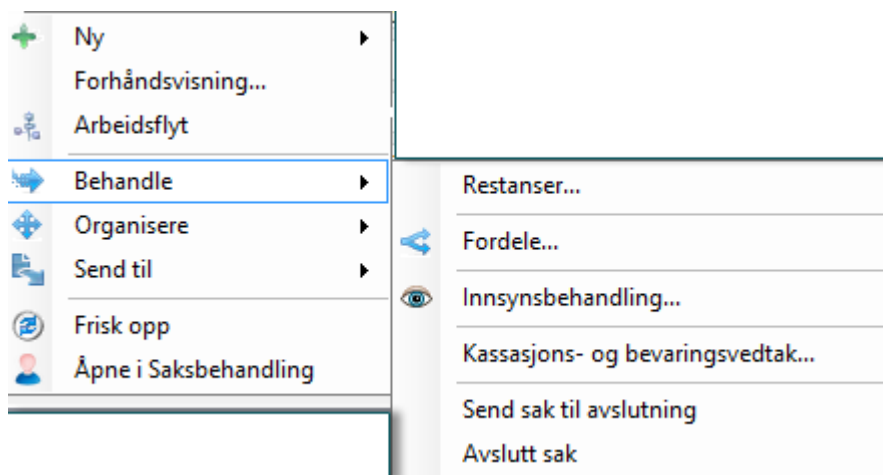 Ny
Forhåndsvisning...
Arbeidsflyt
Behandle
Organisere
Send til
Frisk opp
Åpne i Saksbehandling
Restanser...
Fordele...
Innsynsbehandling...
Kassasjons- og bevaringsvedtak...
Send sak til avslutning
Avslutt sak